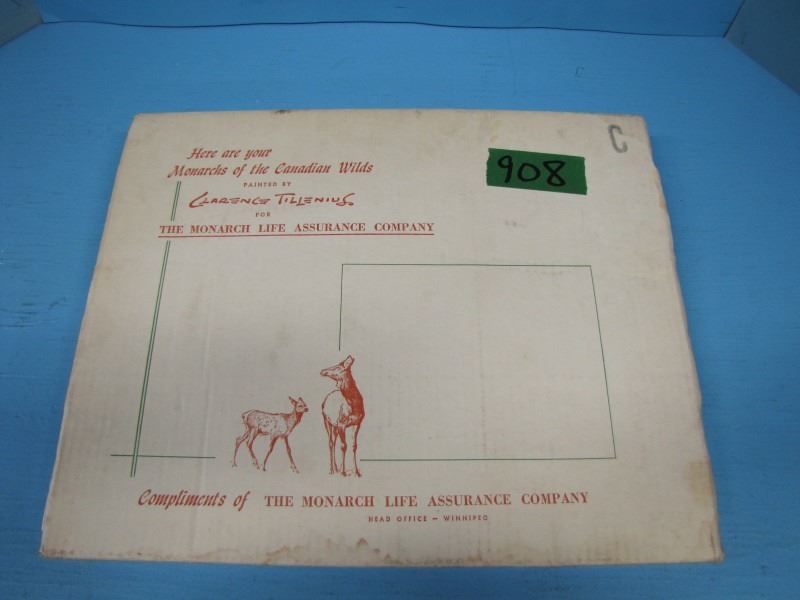 Here are your
Monarchs of the Canadian Wilds
PAINTED BY
CLARENCE TILLENIUS
FOR
THE MONARCH LIFE ASSURANCE COMPANY
908
C
Compliments of THE MONARCH LIFE ASSURANCE COMPANY
HEAD OFFICE – WINNIPEG